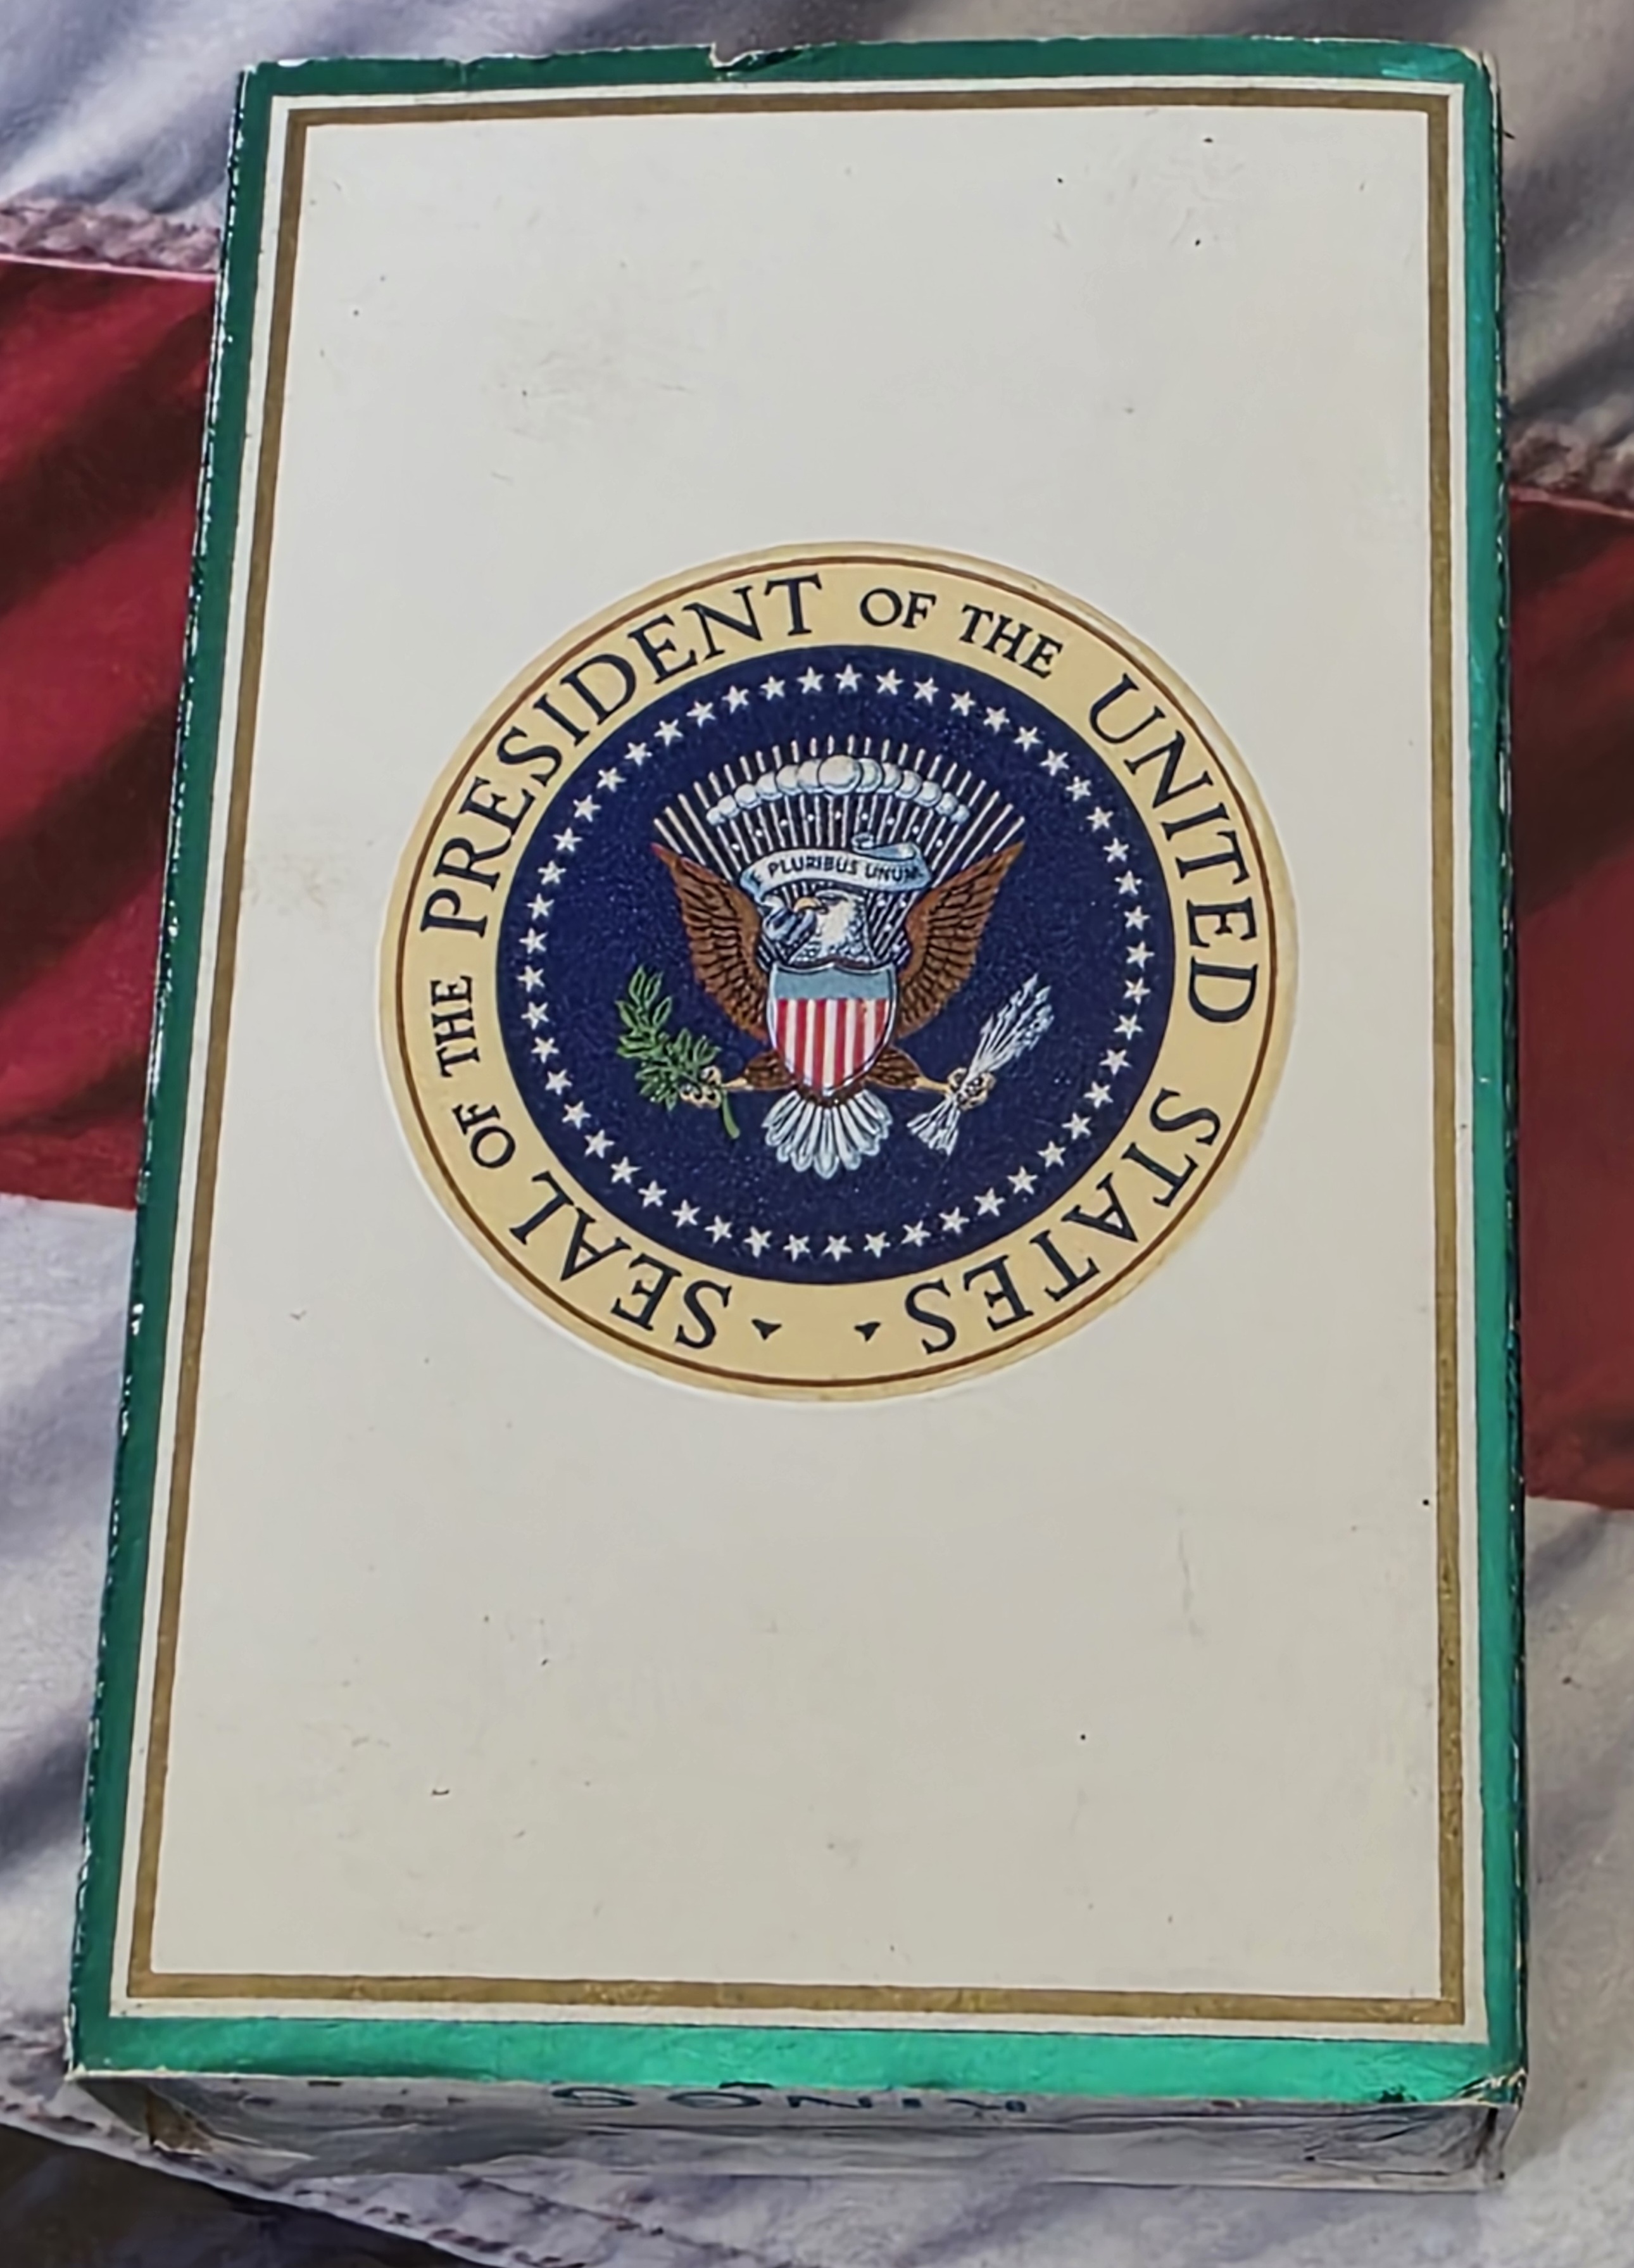 SEAL OF THE PRESIDENT OF THE UNITED STATES
E PLURIBUS UNUM